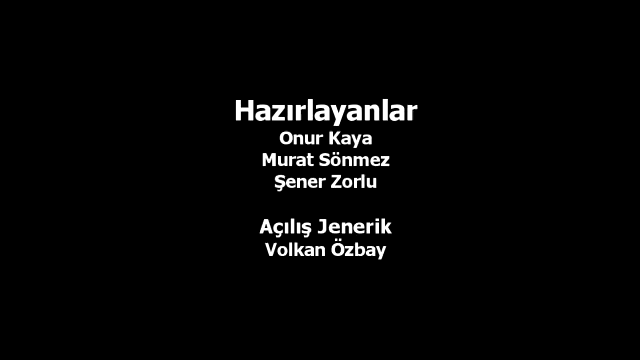 Hazırlayanlar
Onur Kaya
Murat Sönmez
Şener Zorlu
Açılış Jenerik
Volkan Özbay